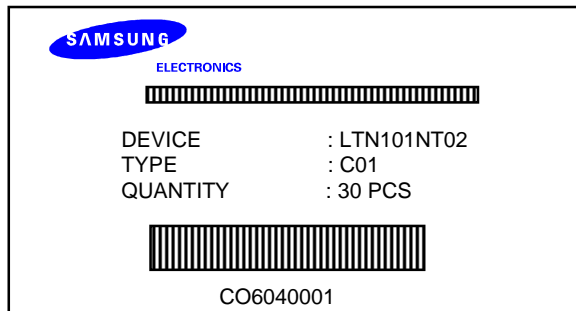 SAMSUNG
ELECTRONICS
DEVICE : LTN101NT02
TYPE : C01
QUANTITY : 30 PCS
CO6040001